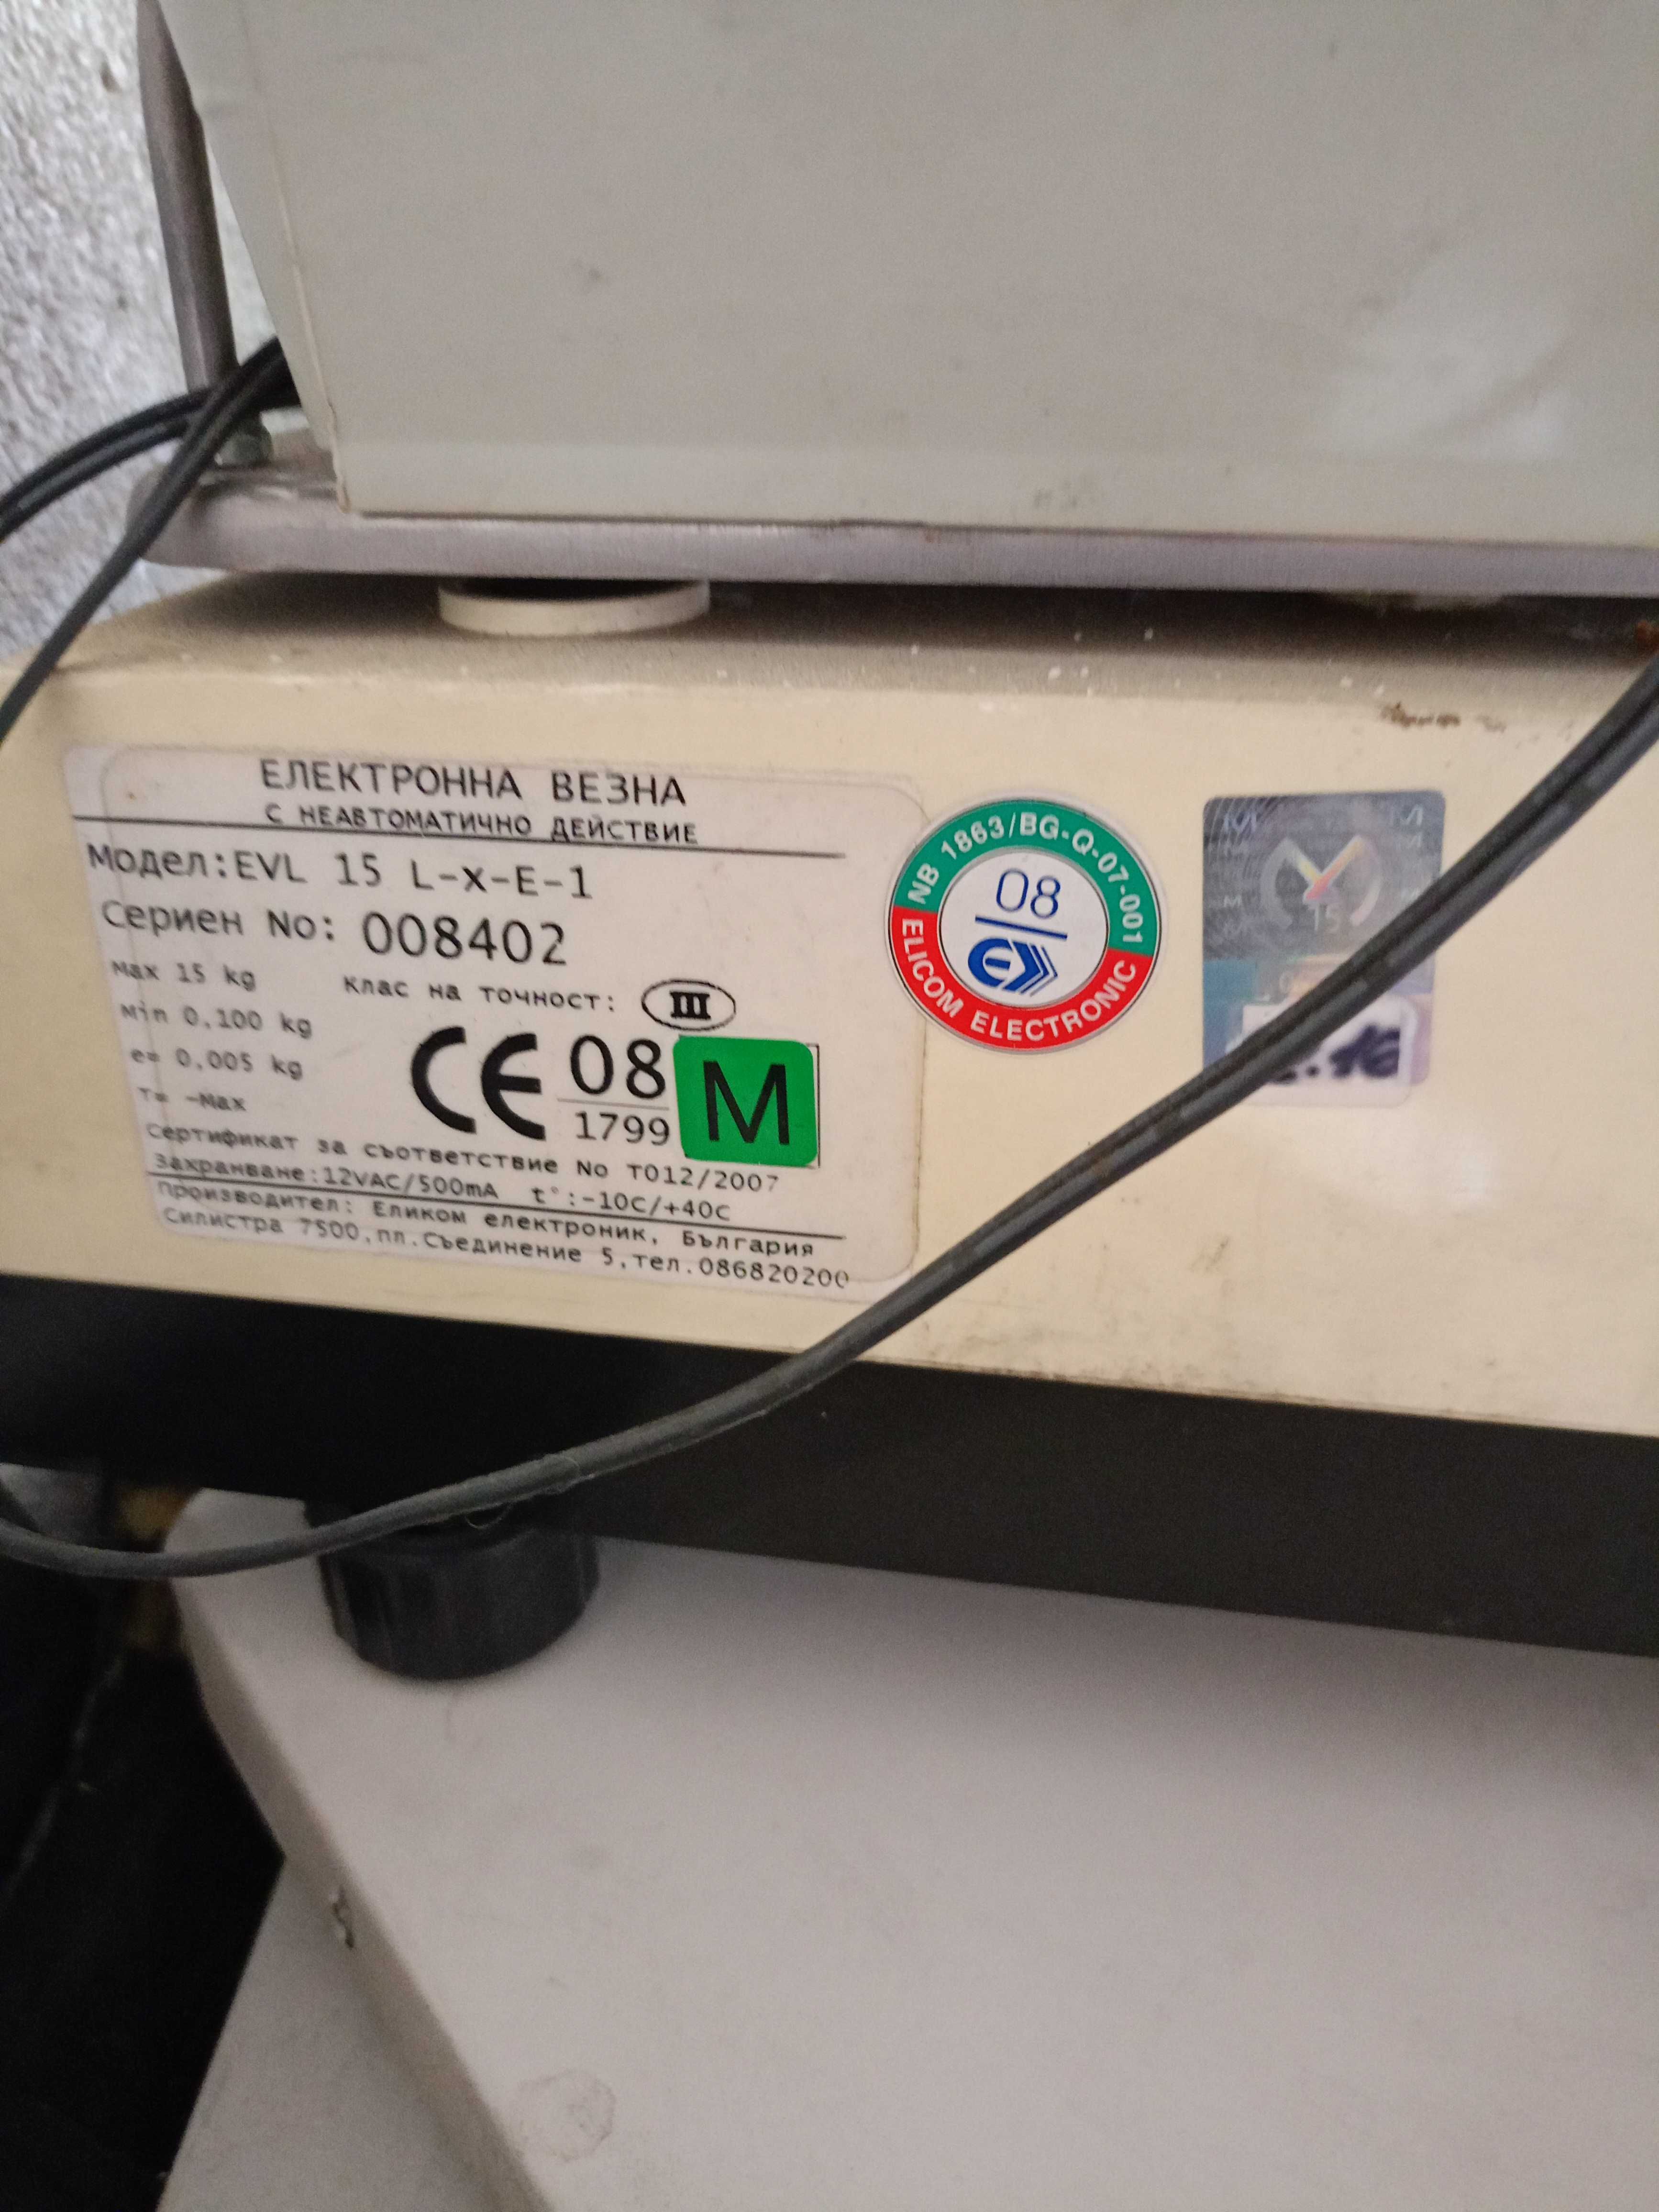 ЕЛЕКТРОННА ВЕЗНА
С НЕАВТОМАТИЧНО ДЕЙСТВИЕ
Модел:EVL 15 L-X-E-1
Сериен No: 008402
Max 15 kg
Клас на точност: III
Min 0,100 kg
e= 0,005 kg
T= -Max
CE 08 M
1799
Сертификат за съответствие No T012/2007
Захранване:12VAC/500mA t°:-10C/+40C
Производител: Еликом електроник, България
Силистра 7500,пл.Съединение 5,тел.086820200
NB 1863/BG-Q-07-001
08
ELICOM ELECTRONIC
M M
15